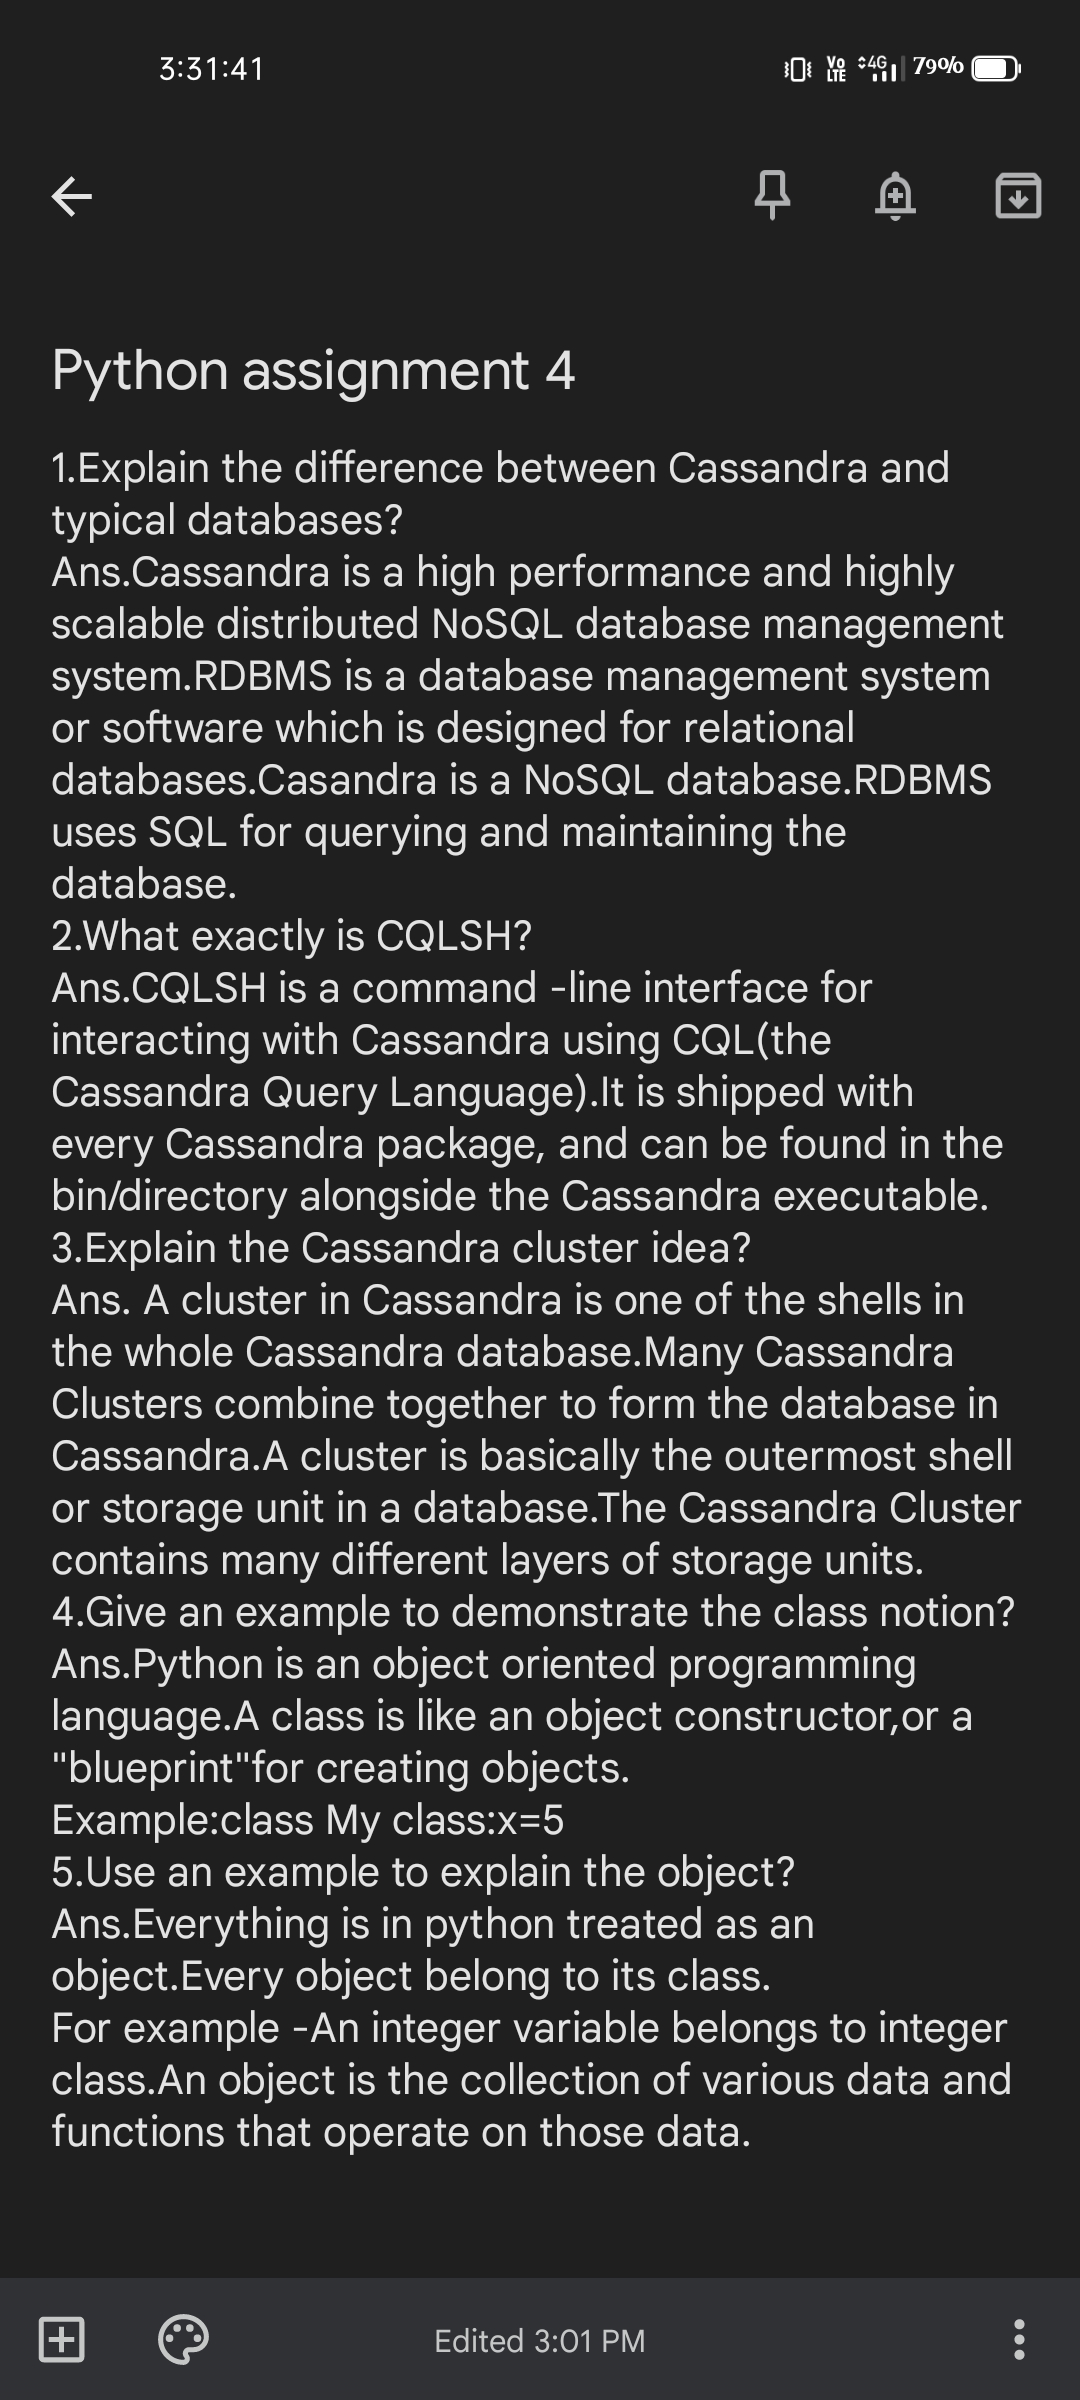 3:31:41
Vo LTE 4G 79%
Python assignment 4
1.Explain the difference between Cassandra and
typical databases?
Ans.Cassandra is a high performance and highly
scalable distributed NoSQL database management
system.RDBMS is a database management system
or software which is designed for relational
databases.Casandra is a NoSQL database.RDBMS
uses SQL for querying and maintaining the
database.
2.What exactly is CQLSH?
Ans.CQLSH is a command -line interface for
interacting with Cassandra using CQL(the
Cassandra Query Language).It is shipped with
every Cassandra package, and can be found in the
bin/directory alongside the Cassandra executable.
3.Explain the Cassandra cluster idea?
Ans. A cluster in Cassandra is one of the shells in
the whole Cassandra database.Many Cassandra
Clusters combine together to form the database in
Cassandra.A cluster is basically the outermost shell
or storage unit in a database.The Cassandra Cluster
contains many different layers of storage units.
4.Give an example to demonstrate the class notion?
Ans.Python is an object oriented programming
language.A class is like an object constructor,or a
"blueprint"for creating objects.
Example:class My class:x=5
5.Use an example to explain the object?
Ans.Everything is in python treated as an
object.Every object belong to its class.
For example -An integer variable belongs to integer
class.An object is the collection of various data and
functions that operate on those data.
Edited 3:01 PM